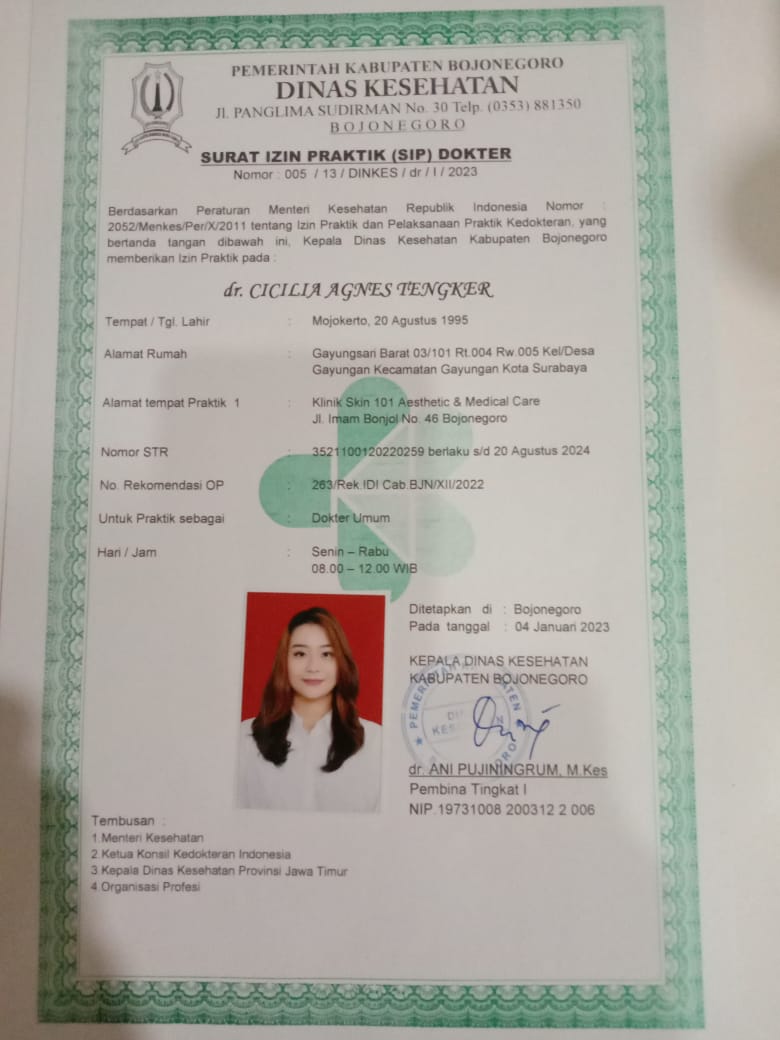 PEMERINTAH KABUPATEN BOJONEGORO
DINAS KESEHATAN
Jl. PANGLIMA SUDIRMAN No. 30 Telp. (0353) 881350
BOJONEGORO
SURAT IZIN PRAKTIK (SIP) DOKTER
Nomor : 005 / 13 / DINKES / dr / I / 2023
Berdasarkan Peraturan Menteri Kesehatan Republik Indonesia Nomor :
2052/Menkes/Per/X/2011 tentang Izin Praktik dan Pelaksanaan Praktik Kedokteran, yang
bertanda tangan dibawah ini, Kepala Dinas Kesehatan Kabupaten Bojonegoro
memberikan Izin Praktik pada :
dr. CICILIA AGNES TENGKER
Tempat / Tgl. Lahir : Mojokerto, 20 Agustus 1995
Alamat Rumah : Gayungsari Barat 03/101 Rt.004 Rw.005 Kel/Desa
Gayungan Kecamatan Gayungan Kota Surabaya
Alamat tempat Praktik 1 : Klinik Skin 101 Aesthetic & Medical Care
Jl. Imam Bonjol No. 46 Bojonegoro
Nomor STR : 3521100120220259 berlaku s/d 20 Agustus 2024
No. Rekomendasi OP : 263/Rek.IDI Cab.BJN/XII/2022
Untuk Praktik sebagai : Dokter Umum
Hari / Jam : Senin – Rabu
08.00 – 12.00 WIB
Ditetapkan di : Bojonegoro
Pada tanggal : 04 Januari 2023
KEPALA DINAS KESEHATAN
KABUPATEN BOJONEGORO
dr. ANI PUJININGRUM, M.Kes
Pembina Tingkat I
NIP.19731008 200312 2 006
Tembusan :
1.Menteri Kesehatan
2.Ketua Konsil Kedokteran Indonesia
3.Kepala Dinas Kesehatan Provinsi Jawa Timur
4.Organisasi Profesi